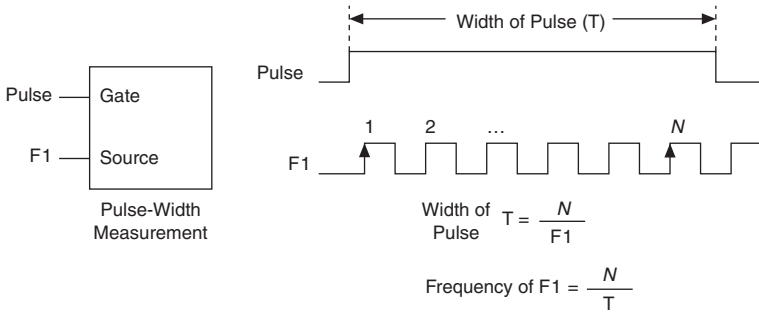 Width of Pulse (T)
Pulse
Pulse
Gate
1 2 … N
F1
Source
F1
Pulse-Width
Measurement
Width of
Pulse
T = N
F1
Frequency of F1 = N
T